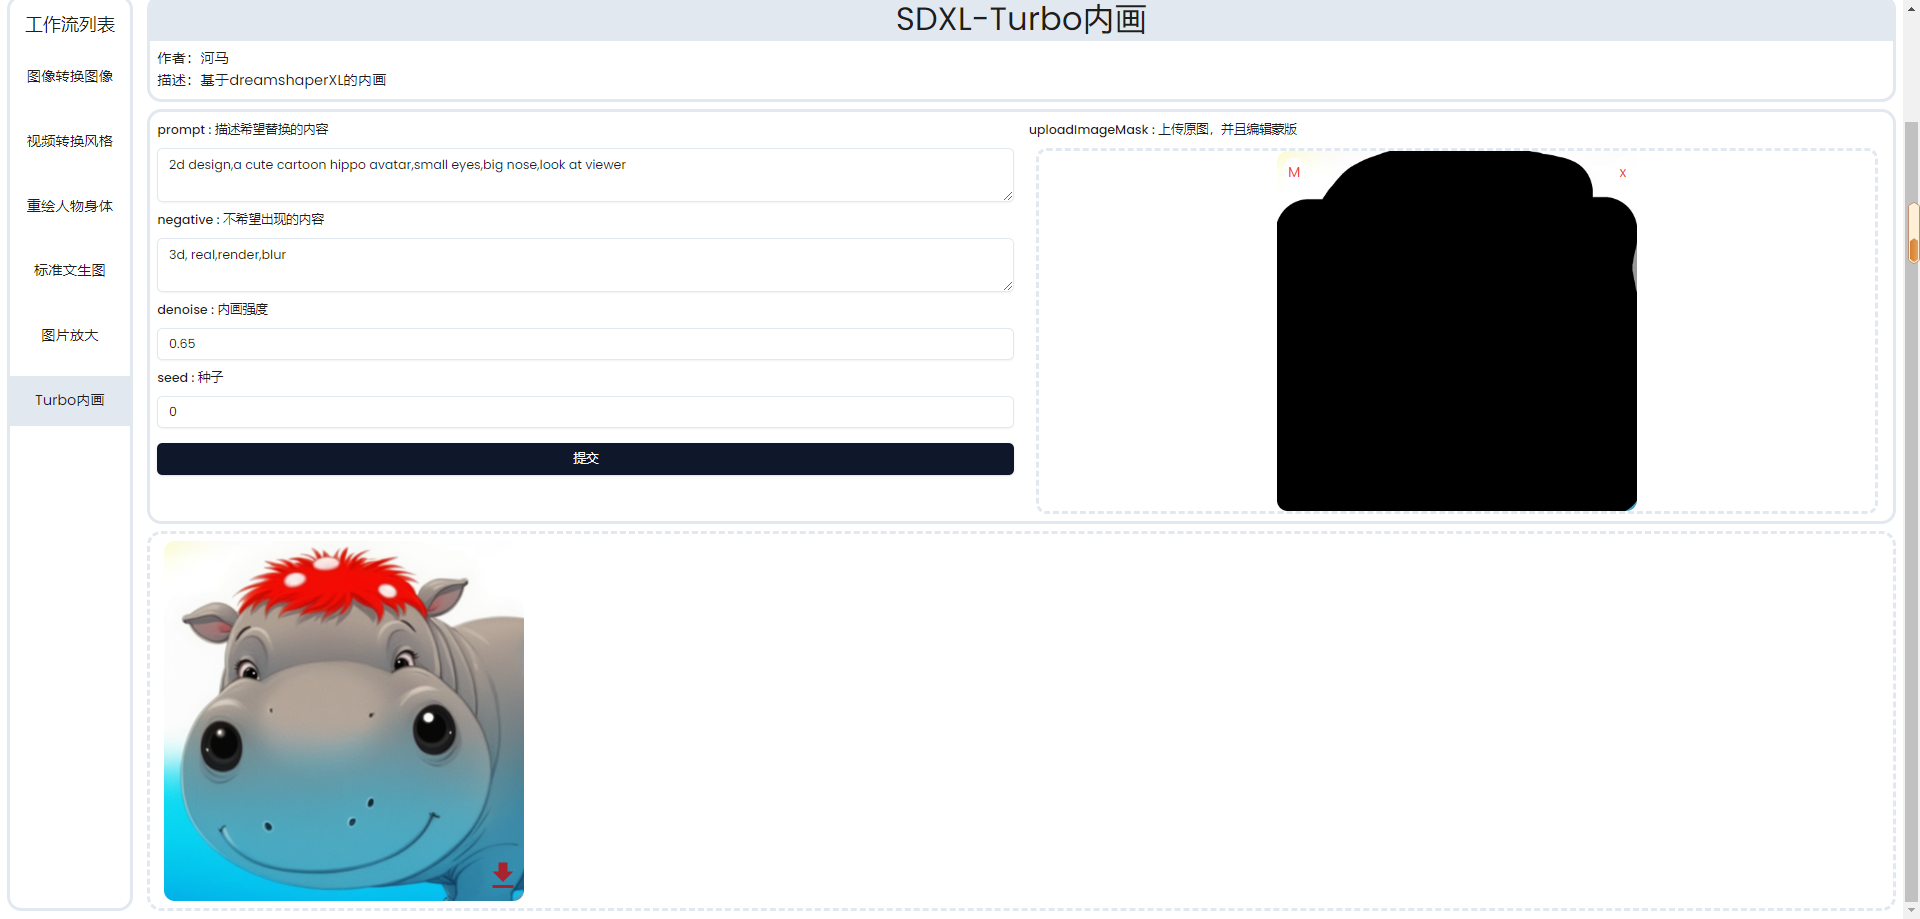 工作流列表
图像转换图像
视频转换风格
重绘人物身体
标准文生图
图片放大
Turbo内画
SDXL-Turbo内画
作者：河马
描述：基于dreamshaperXL的内画
prompt : 描述希望替换的内容
2d design,a cute cartoon hippo avatar,small eyes,big nose,look at viewer
negative : 不希望出现的内容
3d, real,render,blur
denoise : 内画强度
0.65
seed : 种子
0
提交
uploadImageMask : 上传原图，并且编辑蒙版
M
x